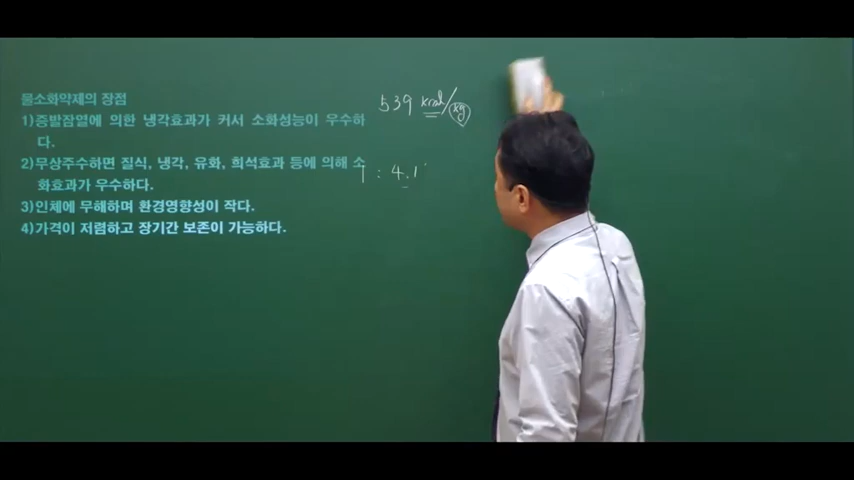 물소화약제의 장점
1)증발잠열에 의한 냉각효과가 커서 소화성능이 우수하
다.
2)무상주수하면 질식, 냉각, 유화, 희석효과 등에 의해 소
화효과가 우수하다.
3)인체에 무해하며 환경영향성이 작다.
4)가격이 저렴하고 장기간 보존이 가능하다.
539 kcal/kg
1 : 4.1